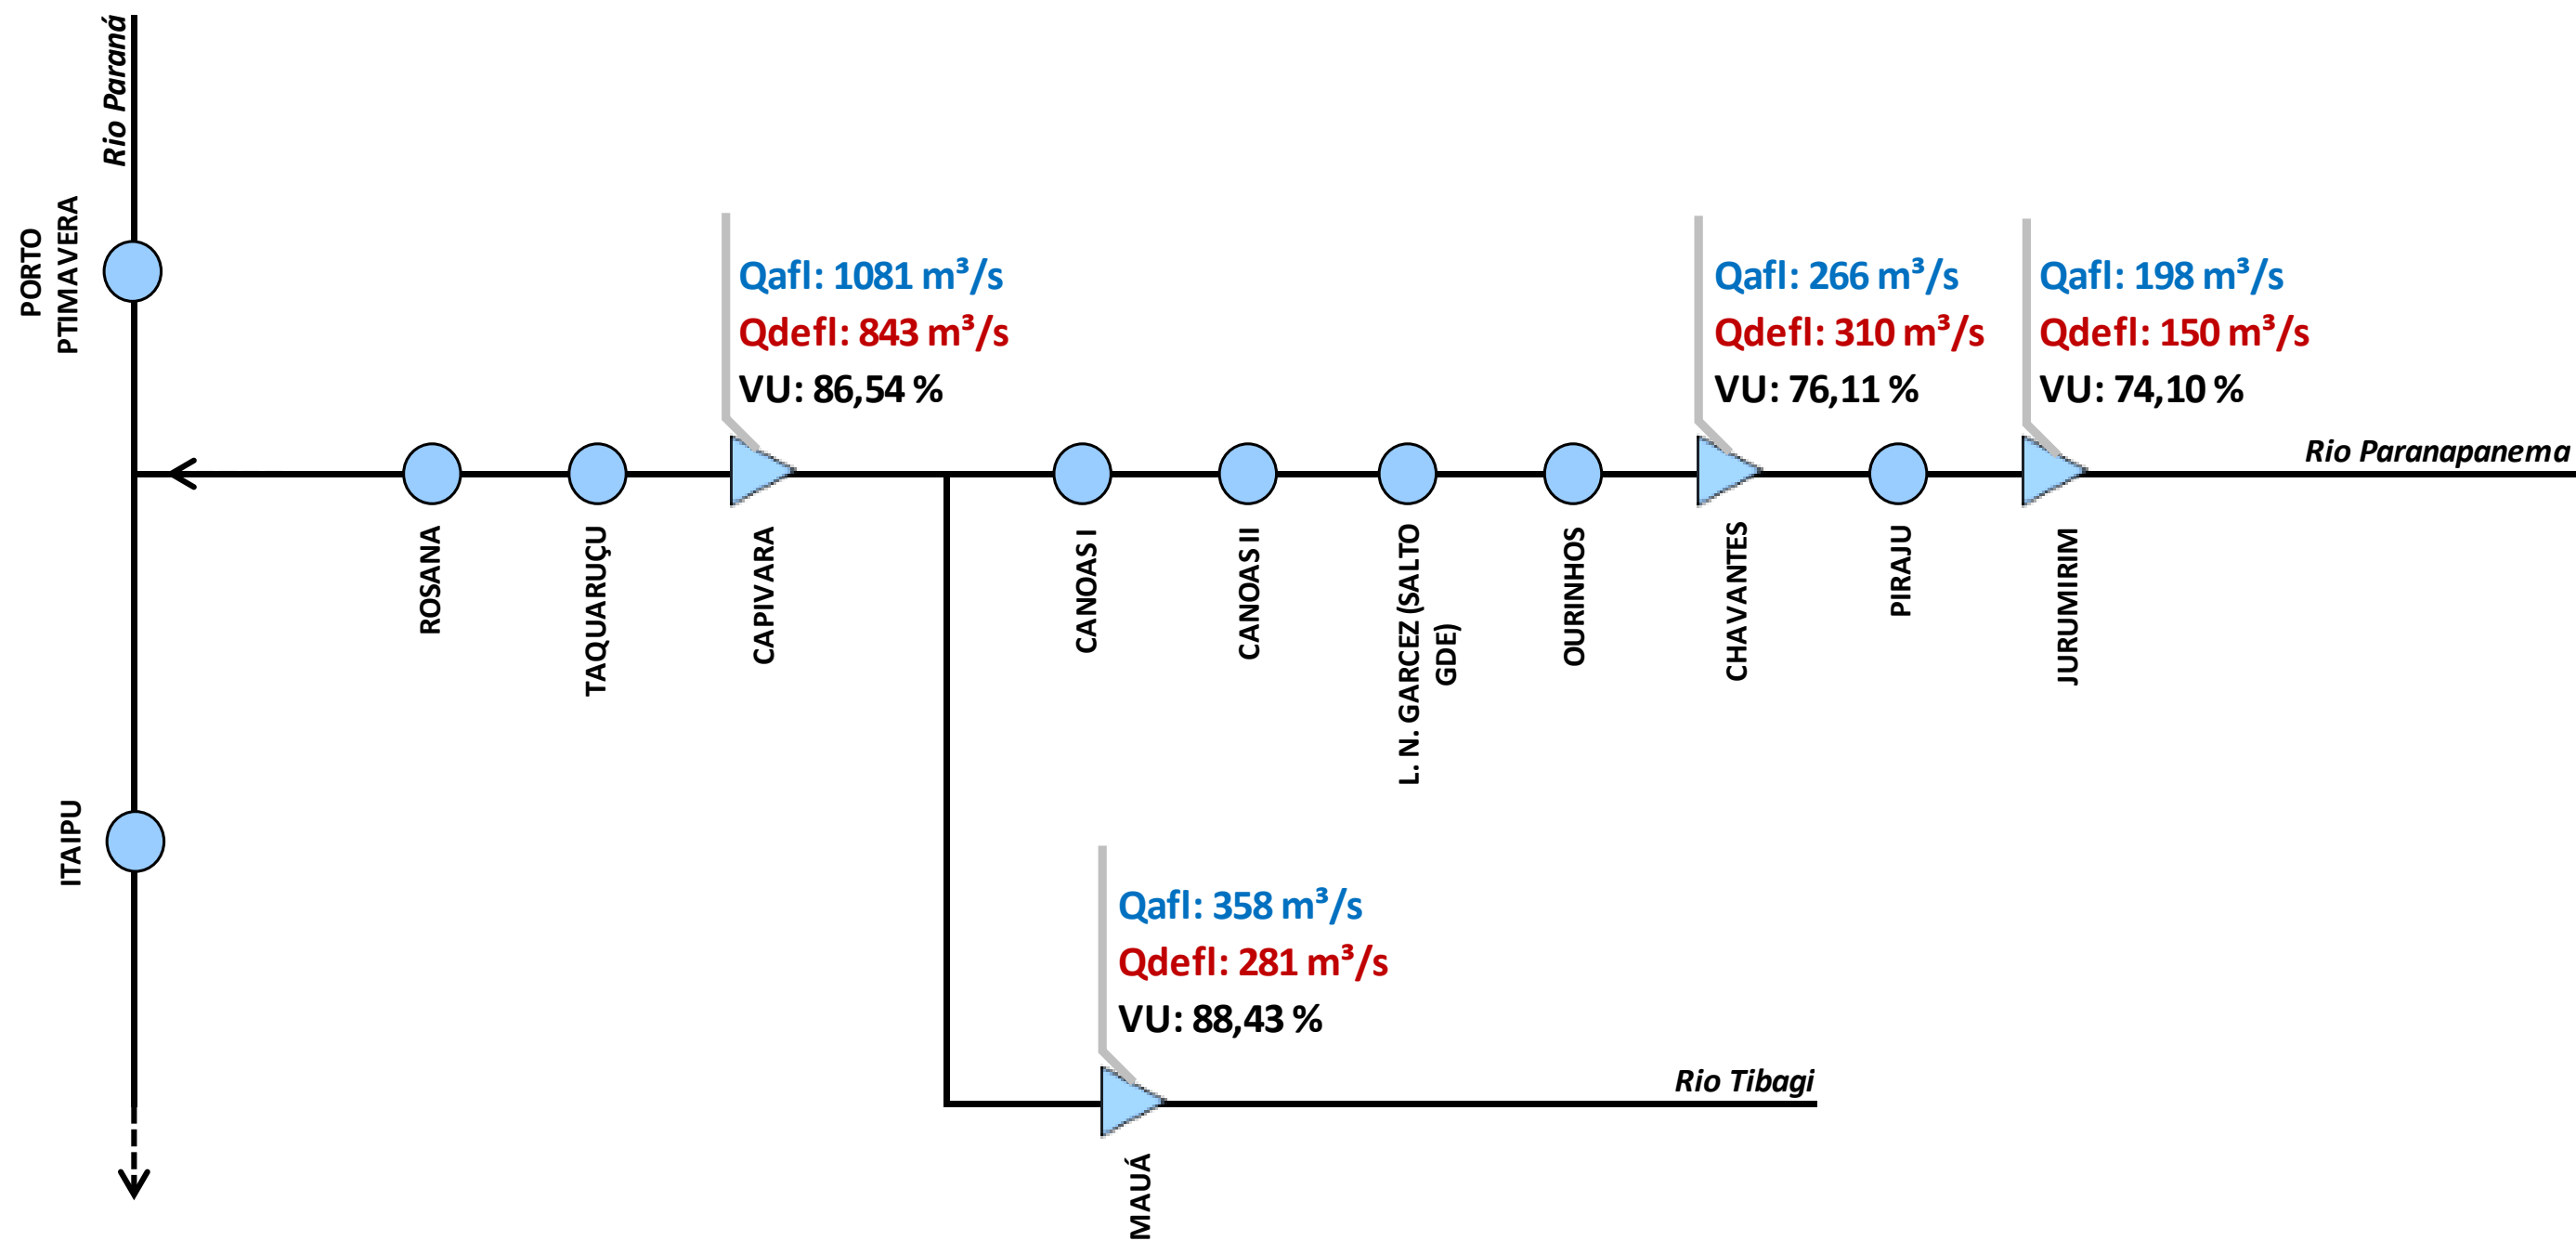 Rio Paraná
PORTO
PTIMAVERA
Qafl: 1081 m³/s
Qdefl: 843 m³/s
VU: 86,54 %
Qafl: 266 m³/s
Qdefl: 310 m³/s
VU: 76,11 %
Qafl: 198 m³/s
Qdefl: 150 m³/s
VU: 74,10 %
Rio Paranapanema
ROSANA
TAQUARUÇU
CAPIVARA
CANOAS I
CANOAS II
L. N. GARCEZ (SALTO
GDE)
OURINHOS
CHAVANTES
PIRAJU
JURUMIRIM
ITAIPU
Qafl: 358 m³/s
Qdefl: 281 m³/s
VU: 88,43 %
Rio Tibagi
MAUÁ